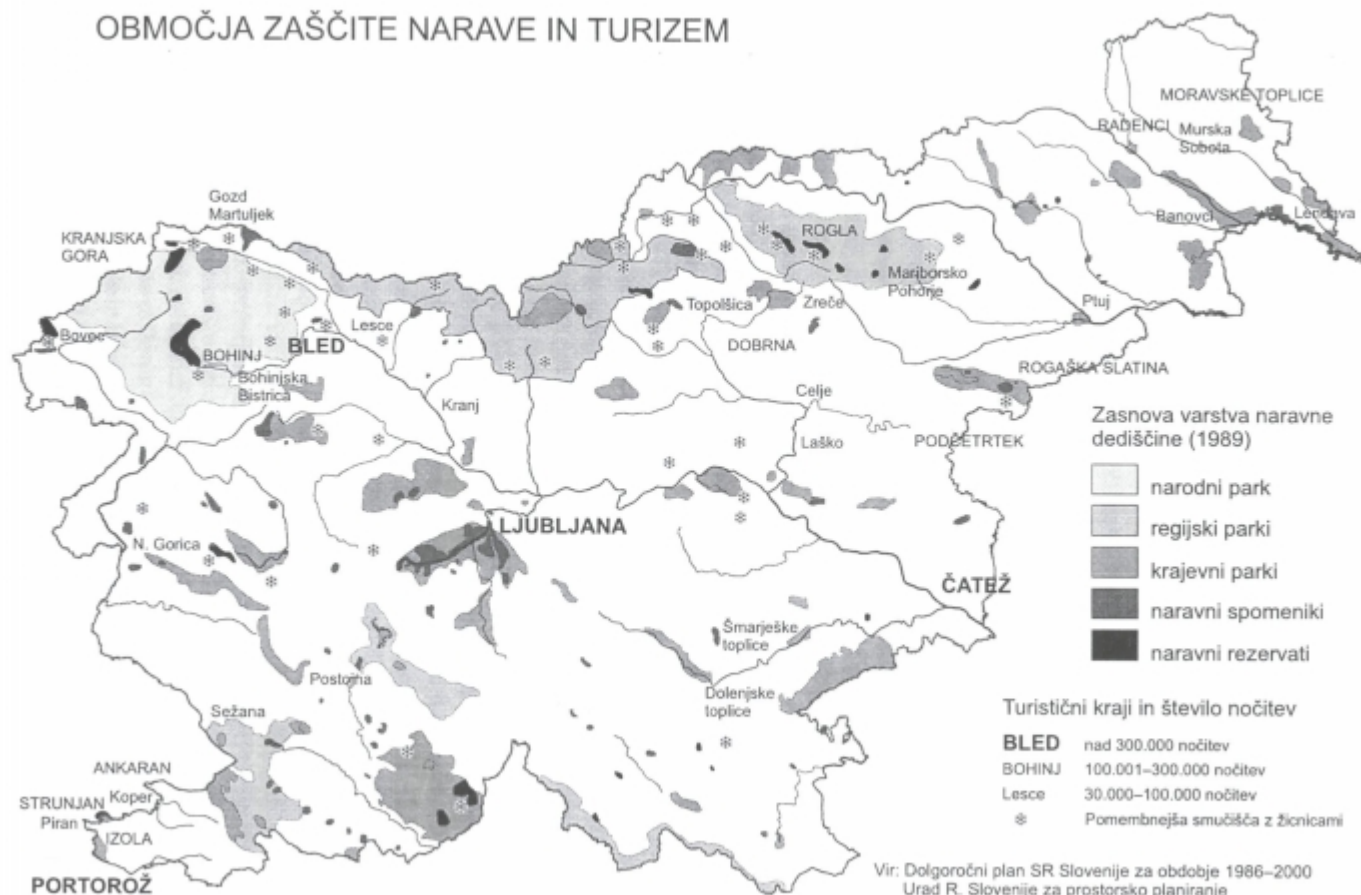 OBMOČJA ZAŠČITE NARAVE IN TURIZEM
MORAVSKE TOPLICE
RADENCI
Murska
Sobota
Gozd
Martuljek
KRANJSKA
GORA
ROGLA
Banovci
Lendava
Mariborsko
Pohorje
Topolšica
Zreče
Ptuj
Bovec
Lesce
BLED
BOHINJ
DOBRNA
Bohinjska
Bistrica
ROGAŠKA SLATINA
Celje
Kranj
Laško
PODČETRTEK
Zasnova varstva naravne
dediščine (1989)
narodni park
regijski parki
krajevni parki
naravni spomeniki
naravni rezervati
LJUBLJANA
N. Gorica
ČATEŽ
Šmarješke
toplice
Postojna
Dolenjske
toplice
Sežana
Turistični kraji in število nočitev
BLED nad 300.000 nočitev
BOHINJ 100.001–300.000 nočitev
Lesce 30.000–100.000 nočitev
Pomembnejša smučišča z žičnicami
ANKARAN
STRUNJAN
Koper
Piran
IZOLA
PORTOROŽ
Vir: Dolgoročni plan SR Slovenije za obdobje 1986–2000
Urad R. Slovenije za prostorsko planiranje